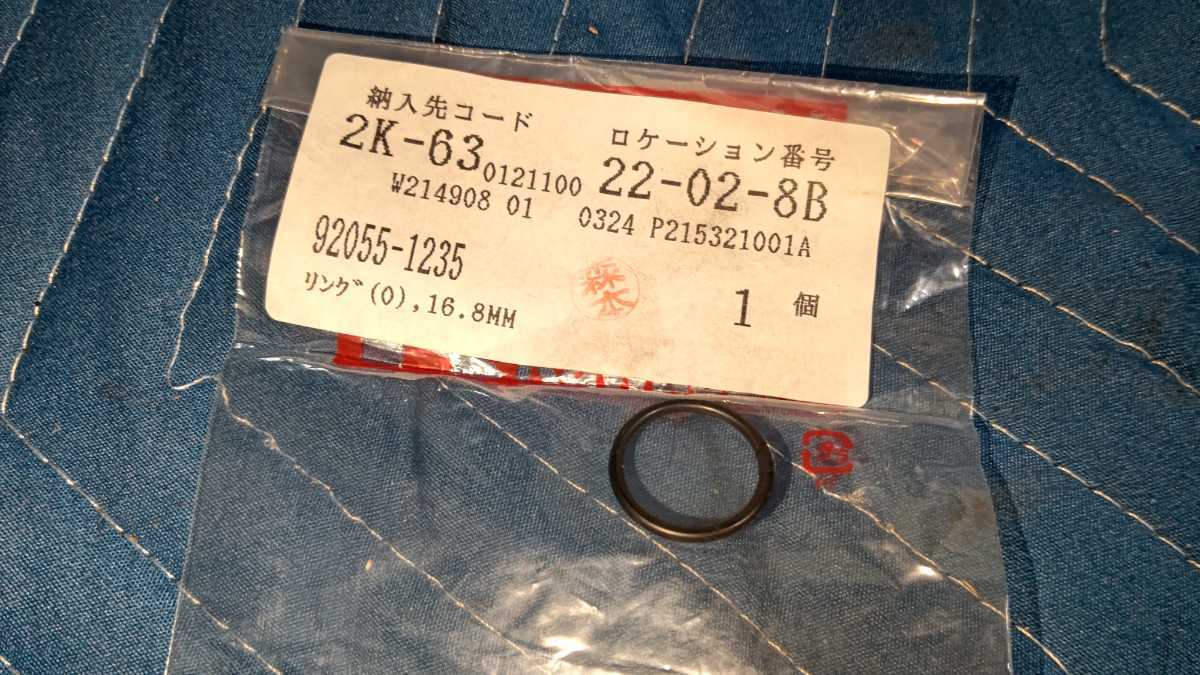 納入先コード
ロケーション番号
2K-63 0121100 22-02-8B
W214908 01 0324 P215321001A
92055-1235
リング(O),16.8MM
1 個